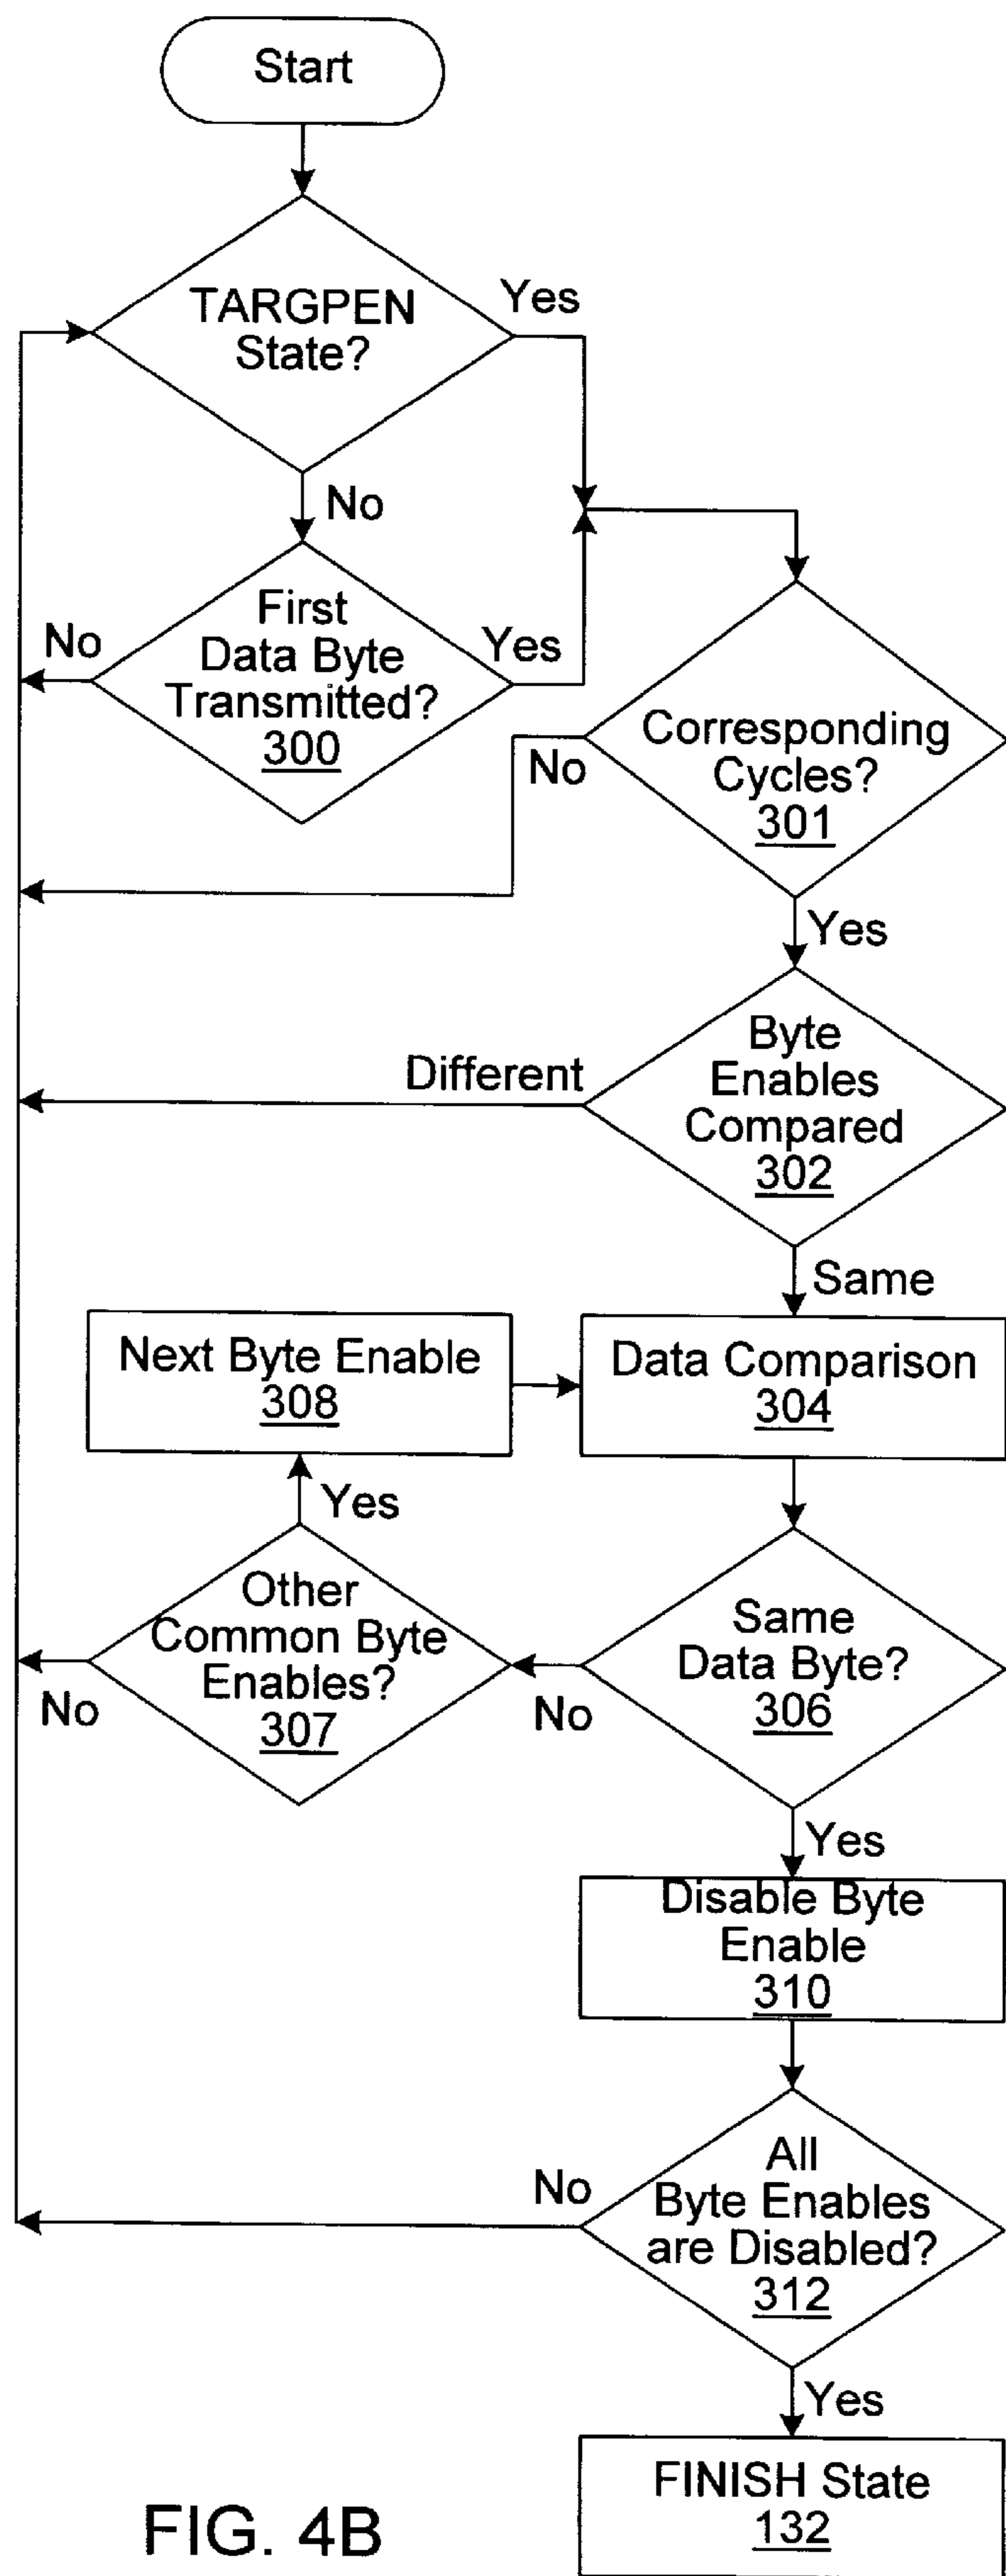 Start
TARGPEN
State?
Yes
No
First
Data Byte
Transmitted?
300
No
Yes
Corresponding
Cycles?
301
No
Yes
Byte
Enables
Compared
302
Different
Same
Next Byte Enable
308
Data Comparison
304
Yes
Other
Common Byte
Enables?
307
No
Same
Data Byte?
306
No
Yes
Disable Byte
Enable
310
All
Byte Enables
are Disabled?
312
No
Yes
FINISH State
132
FIG. 4B